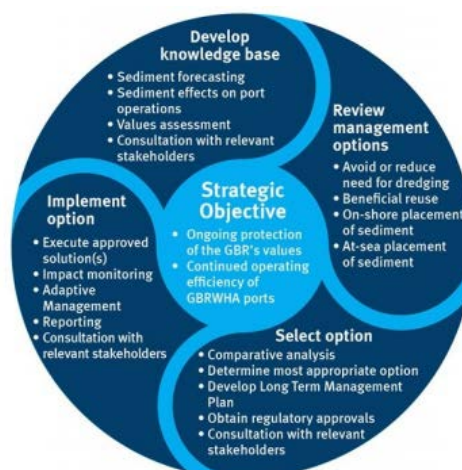 Develop
knowledge base
• Sediment forecasting
• Sediment effects on port
operations
• Values assessment
• Consultation with relevant
stakeholders
Review
management
options
• Avoid or reduce
need for dredging
• Beneficial reuse
• On-shore placement
of sediment
• At-sea placement
of sediment
Strategic
Objective
• Ongoing protection
of the GBR's values
• Continued operating
efficiency of
GBRWHA ports
Implement
option
• Execute approved
solution(s)
• Impact monitoring
• Adaptive
Management
• Reporting
• Consultation with
relevant stakeholders
Select option
• Comparative analysis
• Determine most appropriate option
• Develop Long Term Management
Plan
• Obtain regulatory approvals
• Consultation with relevant
stakeholders